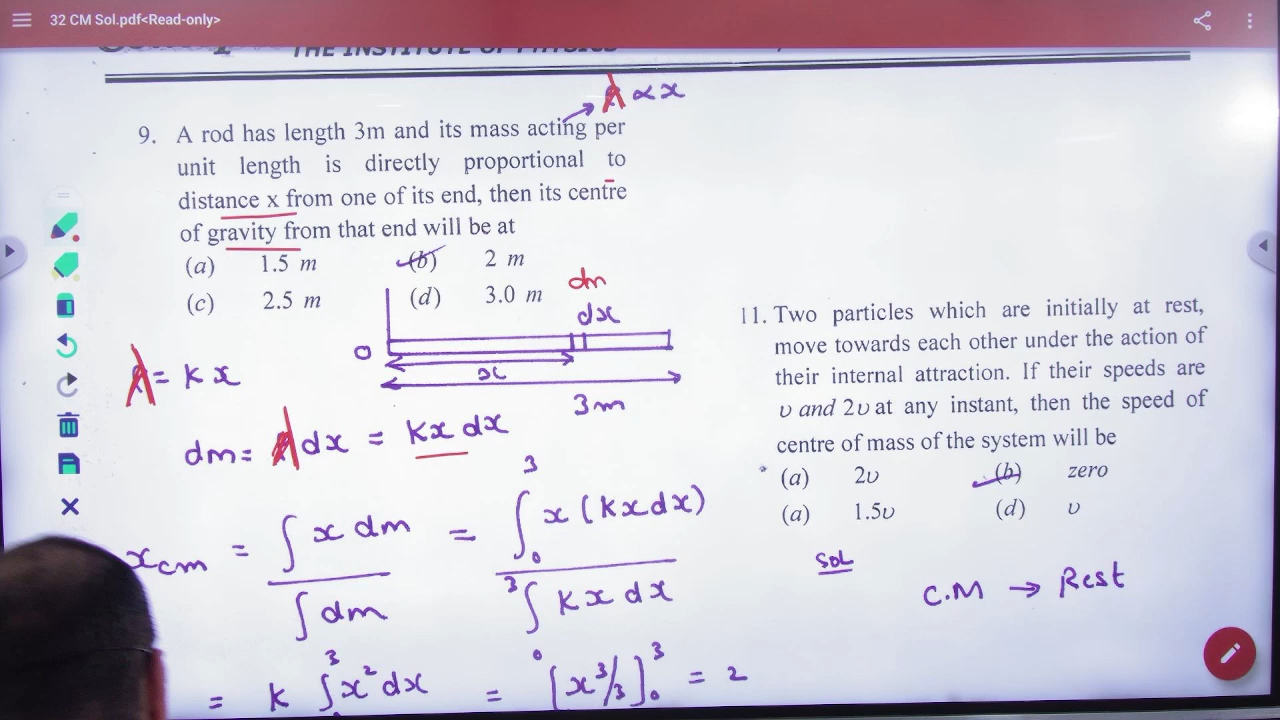 32 CM Sol.pdf<Read-only>
THE INSTITUTE OF PHYSICS
λ ∝ x
9. A rod has length 3m and its mass acting per
unit length is directly proportional to
distance x from one of its end, then its centre
of gravity from that end will be at
(a) 1.5 m (b) 2 m
(c) 2.5 m (d) 3.0 m
dm
dx
O
x
3m
λ = kx
dm = λdx = kx dx
x_cm = ∫ x dm / ∫ dm = ∫₀³ x (kx dx) / ∫₀³ kx dx
= k ∫³ x² dx = [x³/3]₀³ = 2
11. Two particles which are initially at rest,
move towards each other under the action of
their internal attraction. If their speeds are
υ and 2υ at any instant, then the speed of
centre of mass of the system will be
(a) 2υ (b) zero
(a) 1.5υ (d) υ
Sol
C.M → Rest